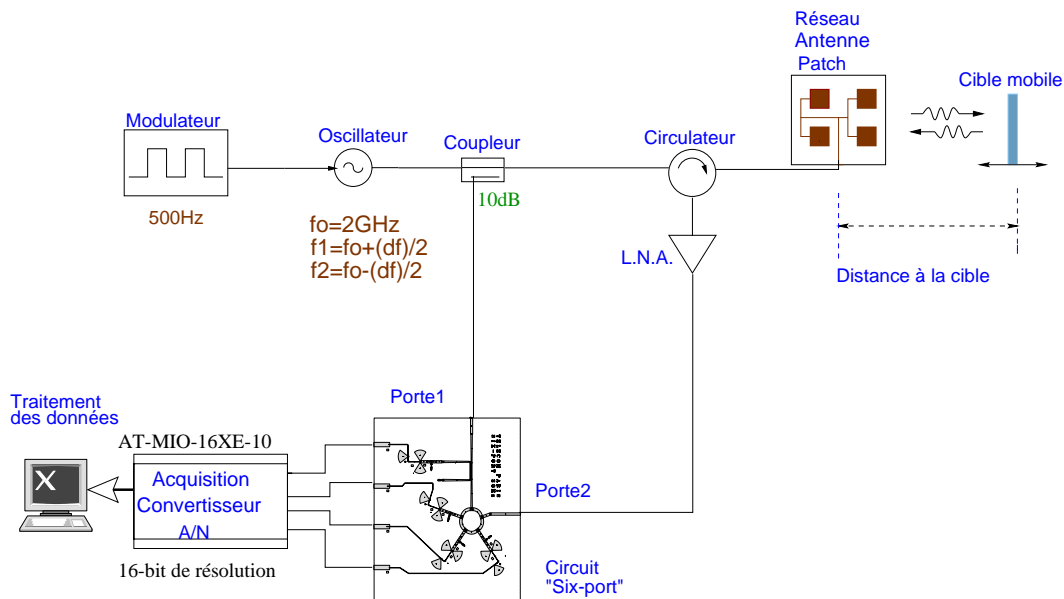 Réseau
Antenne
Patch
Cible mobile
Modulateur
Oscillateur
Coupleur
Circulateur
10dB
500Hz
fo=2GHz
f1=fo+(df)/2
f2=fo-(df)/2
L.N.A.
Distance à la cible
Traitement
des données
Porte1
AT-MIO-16XE-10
TELECOM PARIS
X
Acquisition
Convertisseur
A/N
Porte2
16-bit de résolution
Circuit
"Six-port"